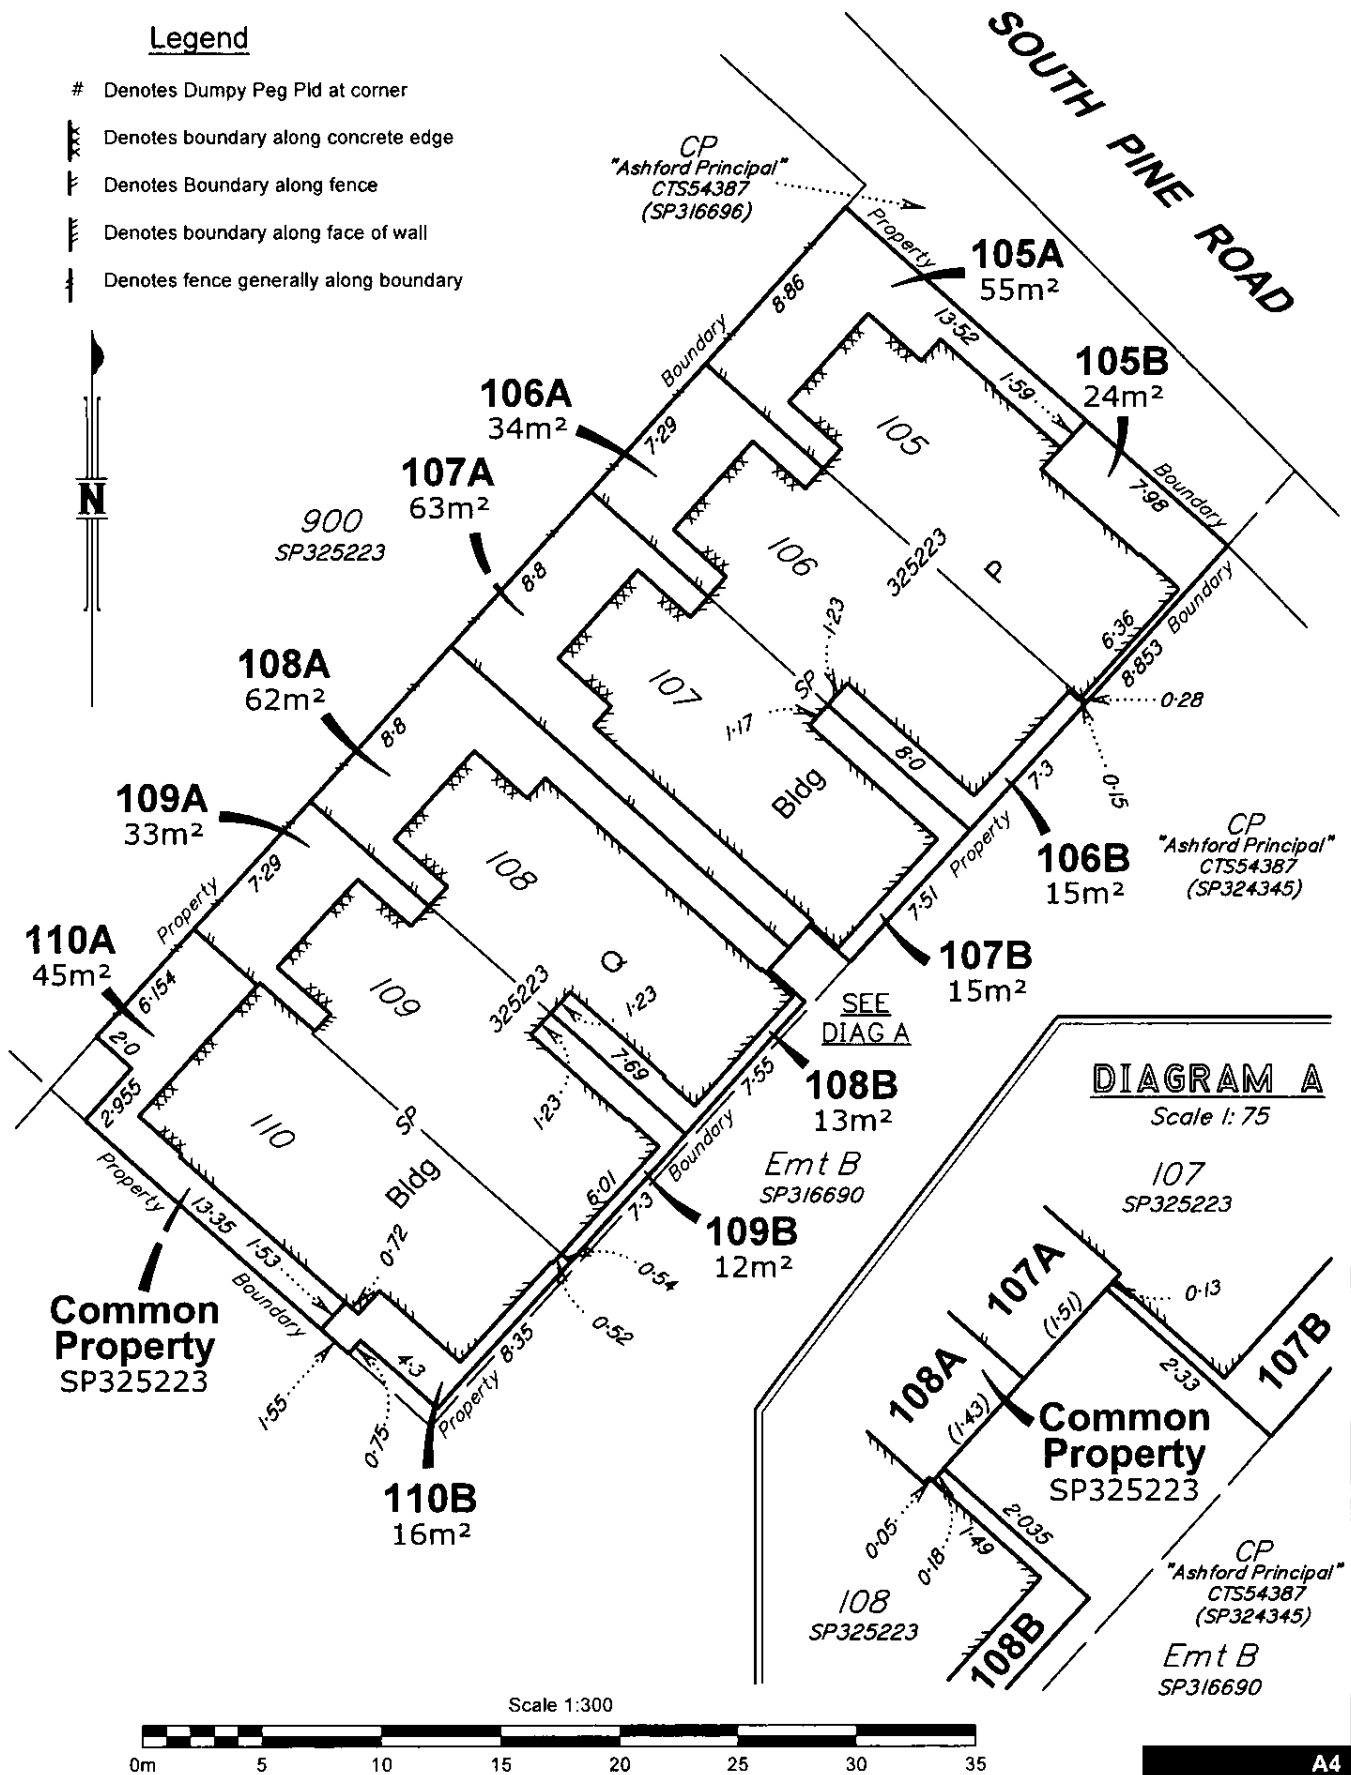 Legend
# Denotes Dumpy Peg Pld at corner
Denotes boundary along concrete edge
Denotes Boundary along fence
Denotes boundary along face of wall
Denotes fence generally along boundary
N
SOUTH PINE ROAD
CP
"Ashford Principal"
CTS54387
(SP316696)
Property
Boundary
105A
55m²
8·86
13·52
1·59
105B
24m²
Boundary
7·98
105
106A
34m²
7·29
107A
63m²
900
SP325223
8·8
106
325223
P
1·23
6·36
8·853
Boundary
0·28
108A
62m²
107
SP
1·17
8·0
7·3
0·15
8·8
Bldg
CP
"Ashford Principal"
CTS54387
(SP324345)
109A
33m²
106B
15m²
Property
7·51
108
7·29
Property
107B
15m²
110A
45m²
Q
109
325223
1·23
SEE
DIAG A
6·154
2·0
7·69
7·55
108B
13m²
2·955
1·23
110
SP
Bldg
Boundary
Emt B
SP316690
Property
13·35
6·01
7·3
109B
12m²
0·72
1·53
0·54
Boundary
0·52
Common
Property
SP325223
8·35
4·3
Property
1·55
0·75
110B
16m²
DIAGRAM A
Scale 1: 75
107
SP325223
107A
0·13
(1·51)
107B
2·33
108A
(1·43)
Common
Property
SP325223
2·035
0·05
1·49
0·18
108
SP325223
108B
CP
"Ashford Principal"
CTS54387
(SP324345)
Emt B
SP316690
Scale 1:300
0m 5 10 15 20 25 30 35
A4